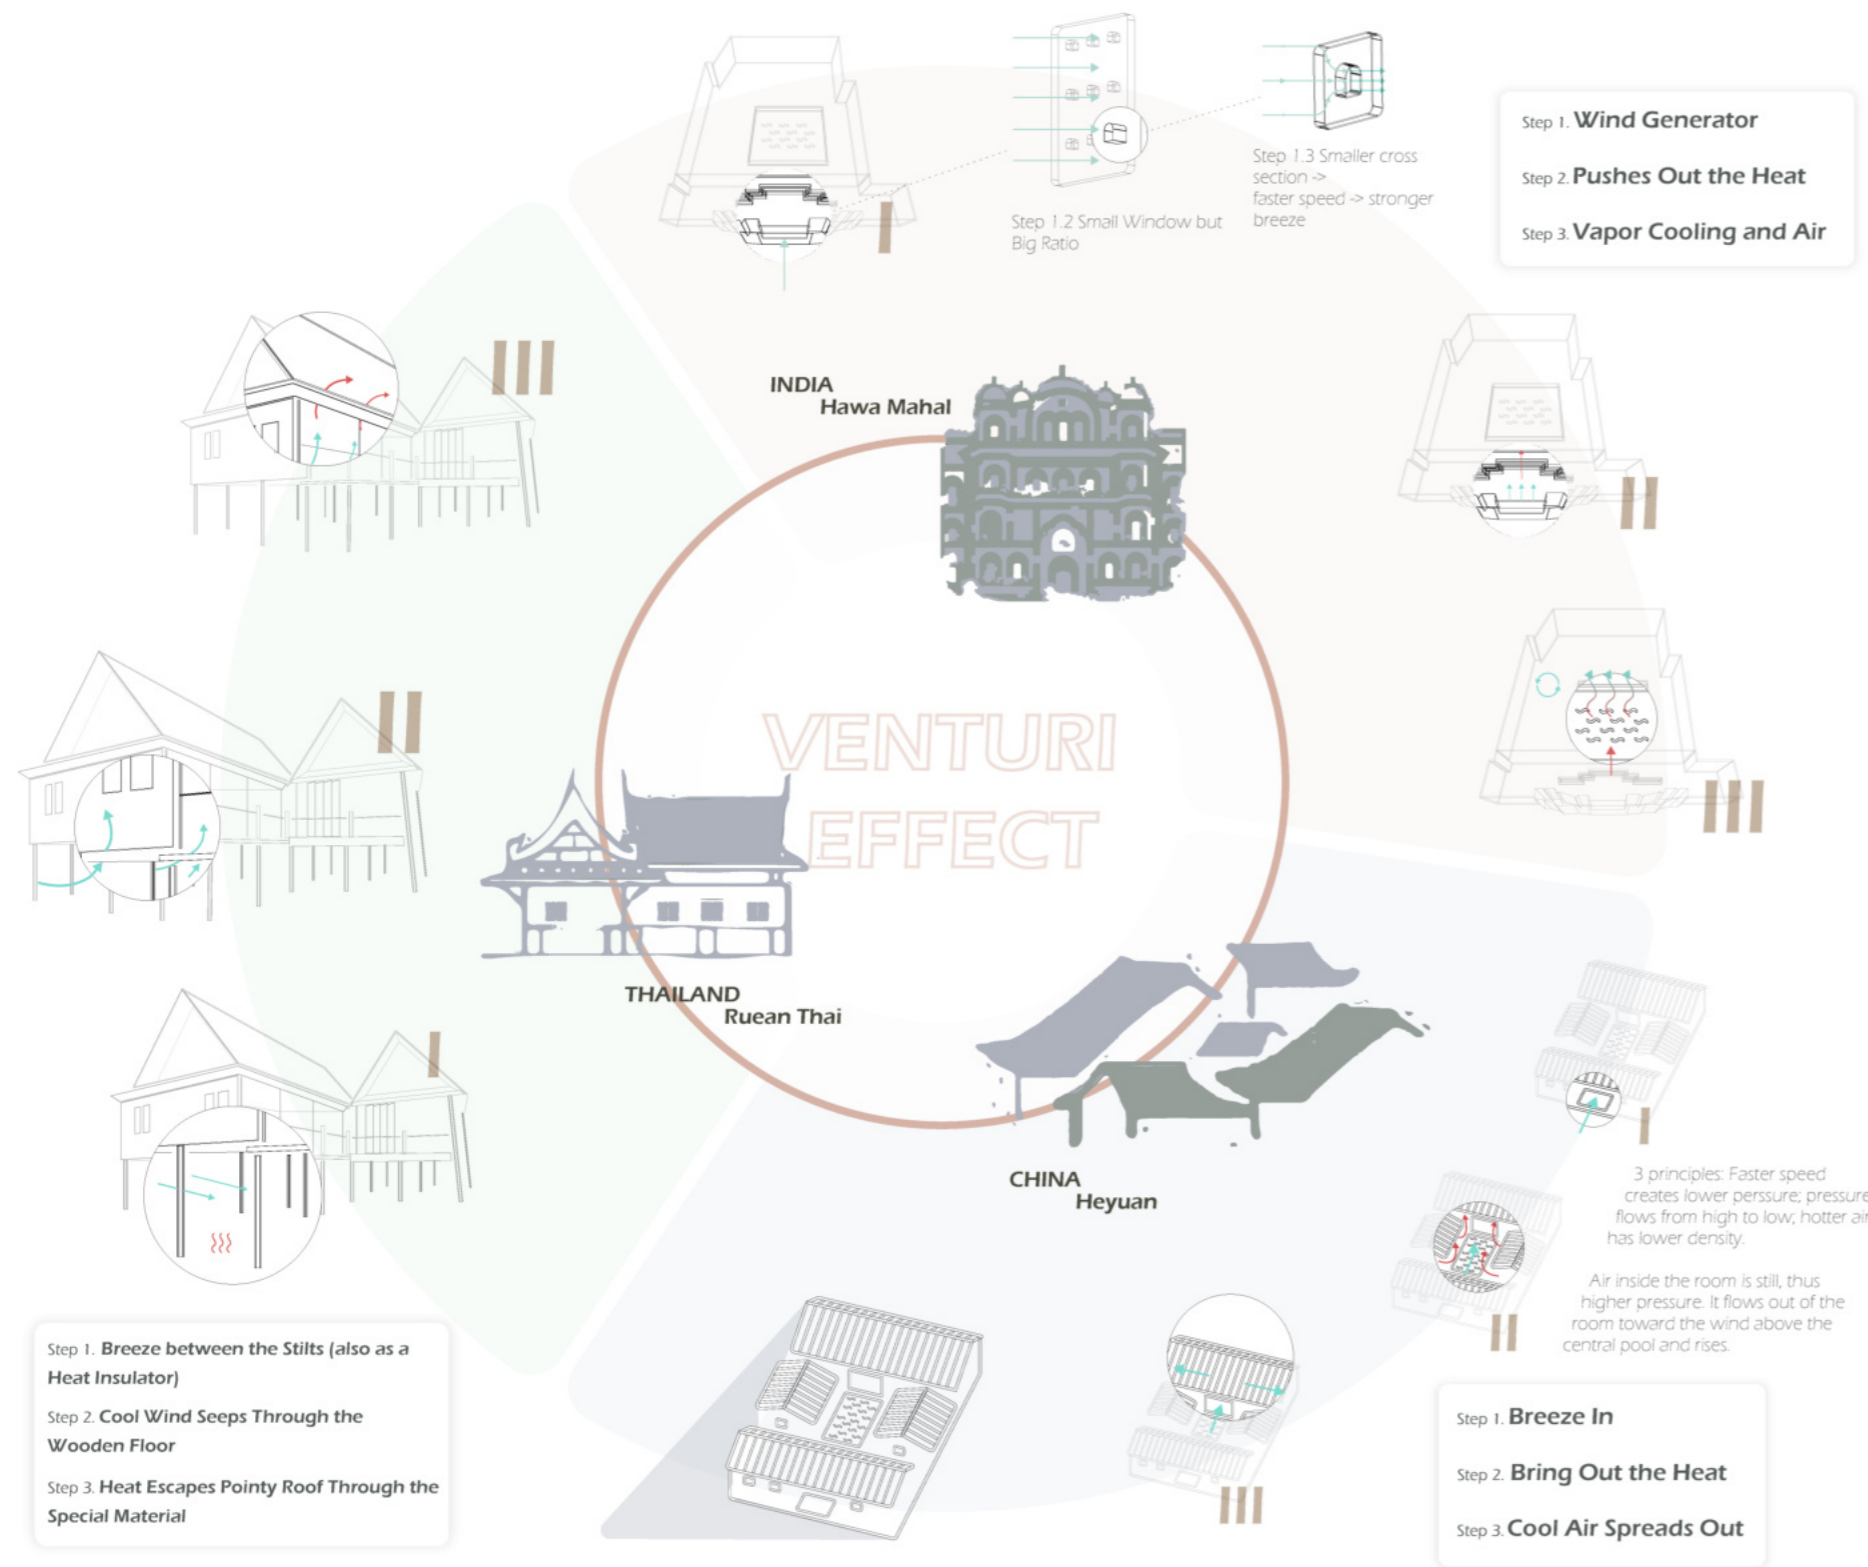 Step 1. Wind Generator
Step 2. Pushes Out the Heat
Step 3. Vapor Cooling and Air
Step 1.3 Smaller cross
section ->
faster speed -> stronger
breeze
Step 1.2 Small Window but
Big Ratio
I
II
III
INDIA
Hawa Mahal
VENTURI
EFFECT
THAILAND
Ruean Thai
III
II
I
Step 1. Breeze between the Stilts (also as a
Heat Insulator)
Step 2. Cool Wind Seeps Through the
Wooden Floor
Step 3. Heat Escapes Pointy Roof Through the
Special Material
CHINA
Heyuan
I
3 principles: Faster speed
creates lower perssure; pressure
flows from high to low; hotter air
has lower density.
Air inside the room is still, thus
higher pressure. It flows out of the
room toward the wind above the
central pool and rises.
II
III
Step 1. Breeze In
Step 2. Bring Out the Heat
Step 3. Cool Air Spreads Out